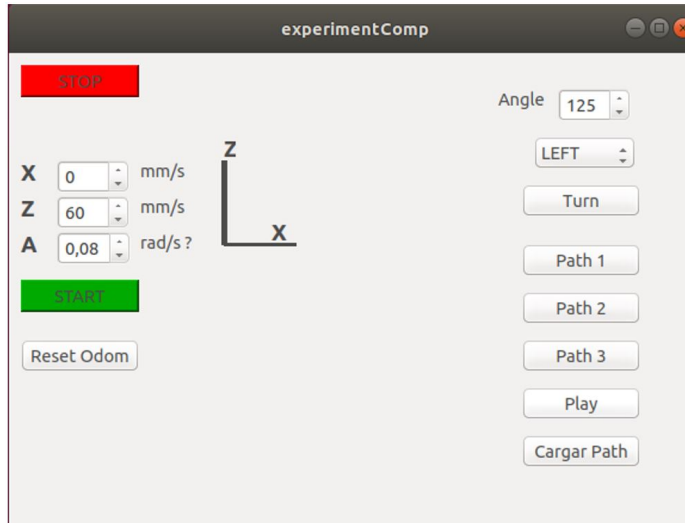 experimentComp
STOP
X 0 mm/s
Z 60 mm/s
A 0,08 rad/s ?
Z
X
START
Reset Odom
Angle 125
LEFT
Turn
Path 1
Path 2
Path 3
Play
Cargar Path